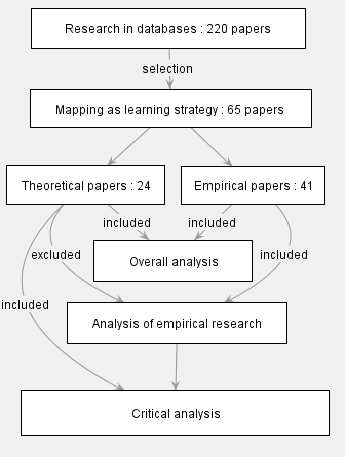 Research in databases : 220 papers
selection
Mapping as learning strategy : 65 papers
Theoretical papers : 24
Empirical papers : 41
included
included
excluded
Overall analysis
included
included
Analysis of empirical research
Critical analysis